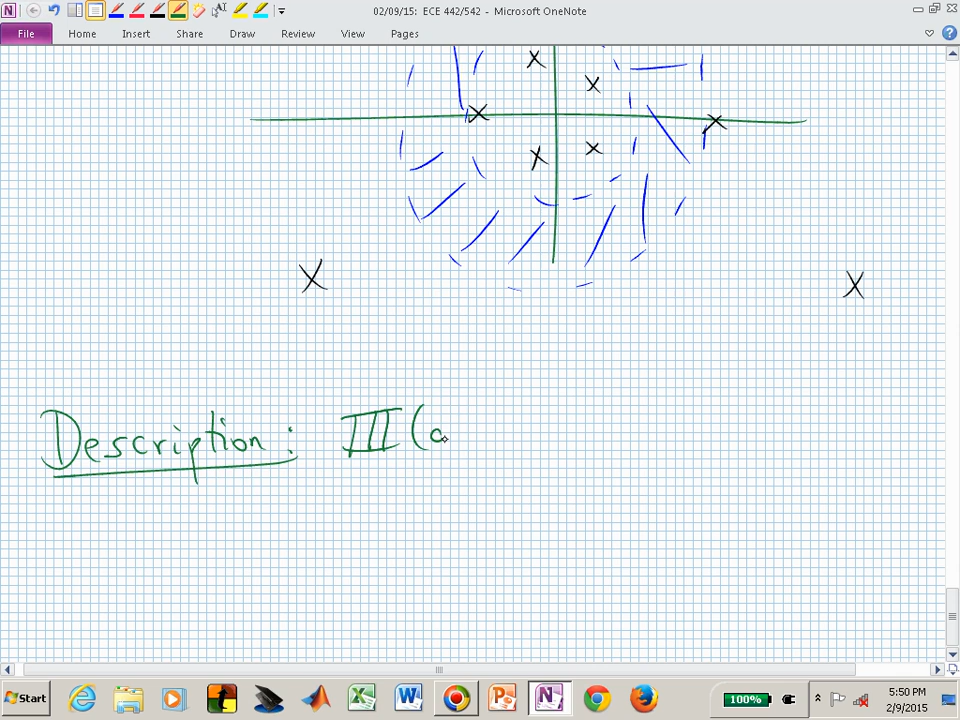 02/09/15: ECE 442/542 - Microsoft OneNote
File Home Insert Share Draw Review View Pages
x x
x x
x x
X X
Description: III (a
Start 100% 5:50 PM
2/9/2015